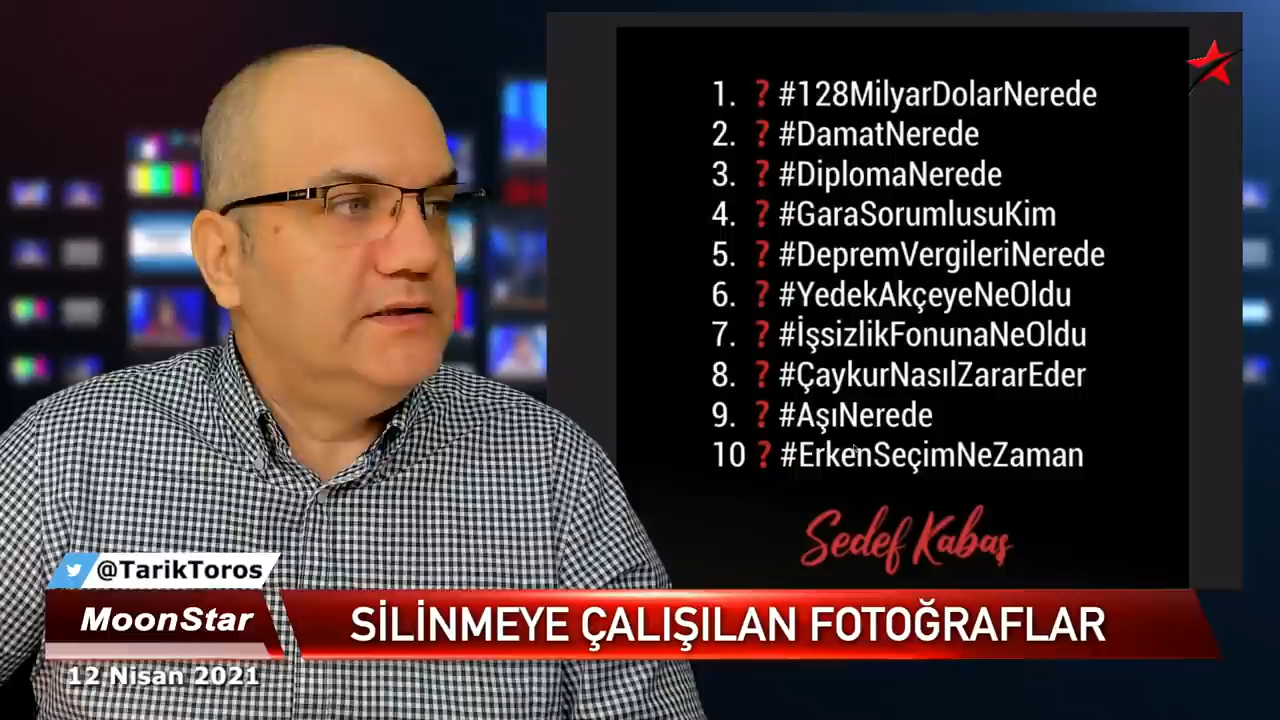 1. ? #128MilyarDolarNerede
2. ? #DamatNerede
3. ? #DiplomaNerede
4. ? #GaraSorumlusuKim
5. ? #DepremVergileriNerede
6. ? #YedekAkçeyeNeOldu
7. ? #İşsizlikFonunaNeOldu
8. ? #ÇaykurNasılZararEder
9. ? #AşıNerede
10 ? #ErkenSeçimNeZaman
Sedef Kabaş
@TarikToros
MoonStar
SİLİNMEYE ÇALIŞILAN FOTOĞRAFLAR
12 Nisan 2021